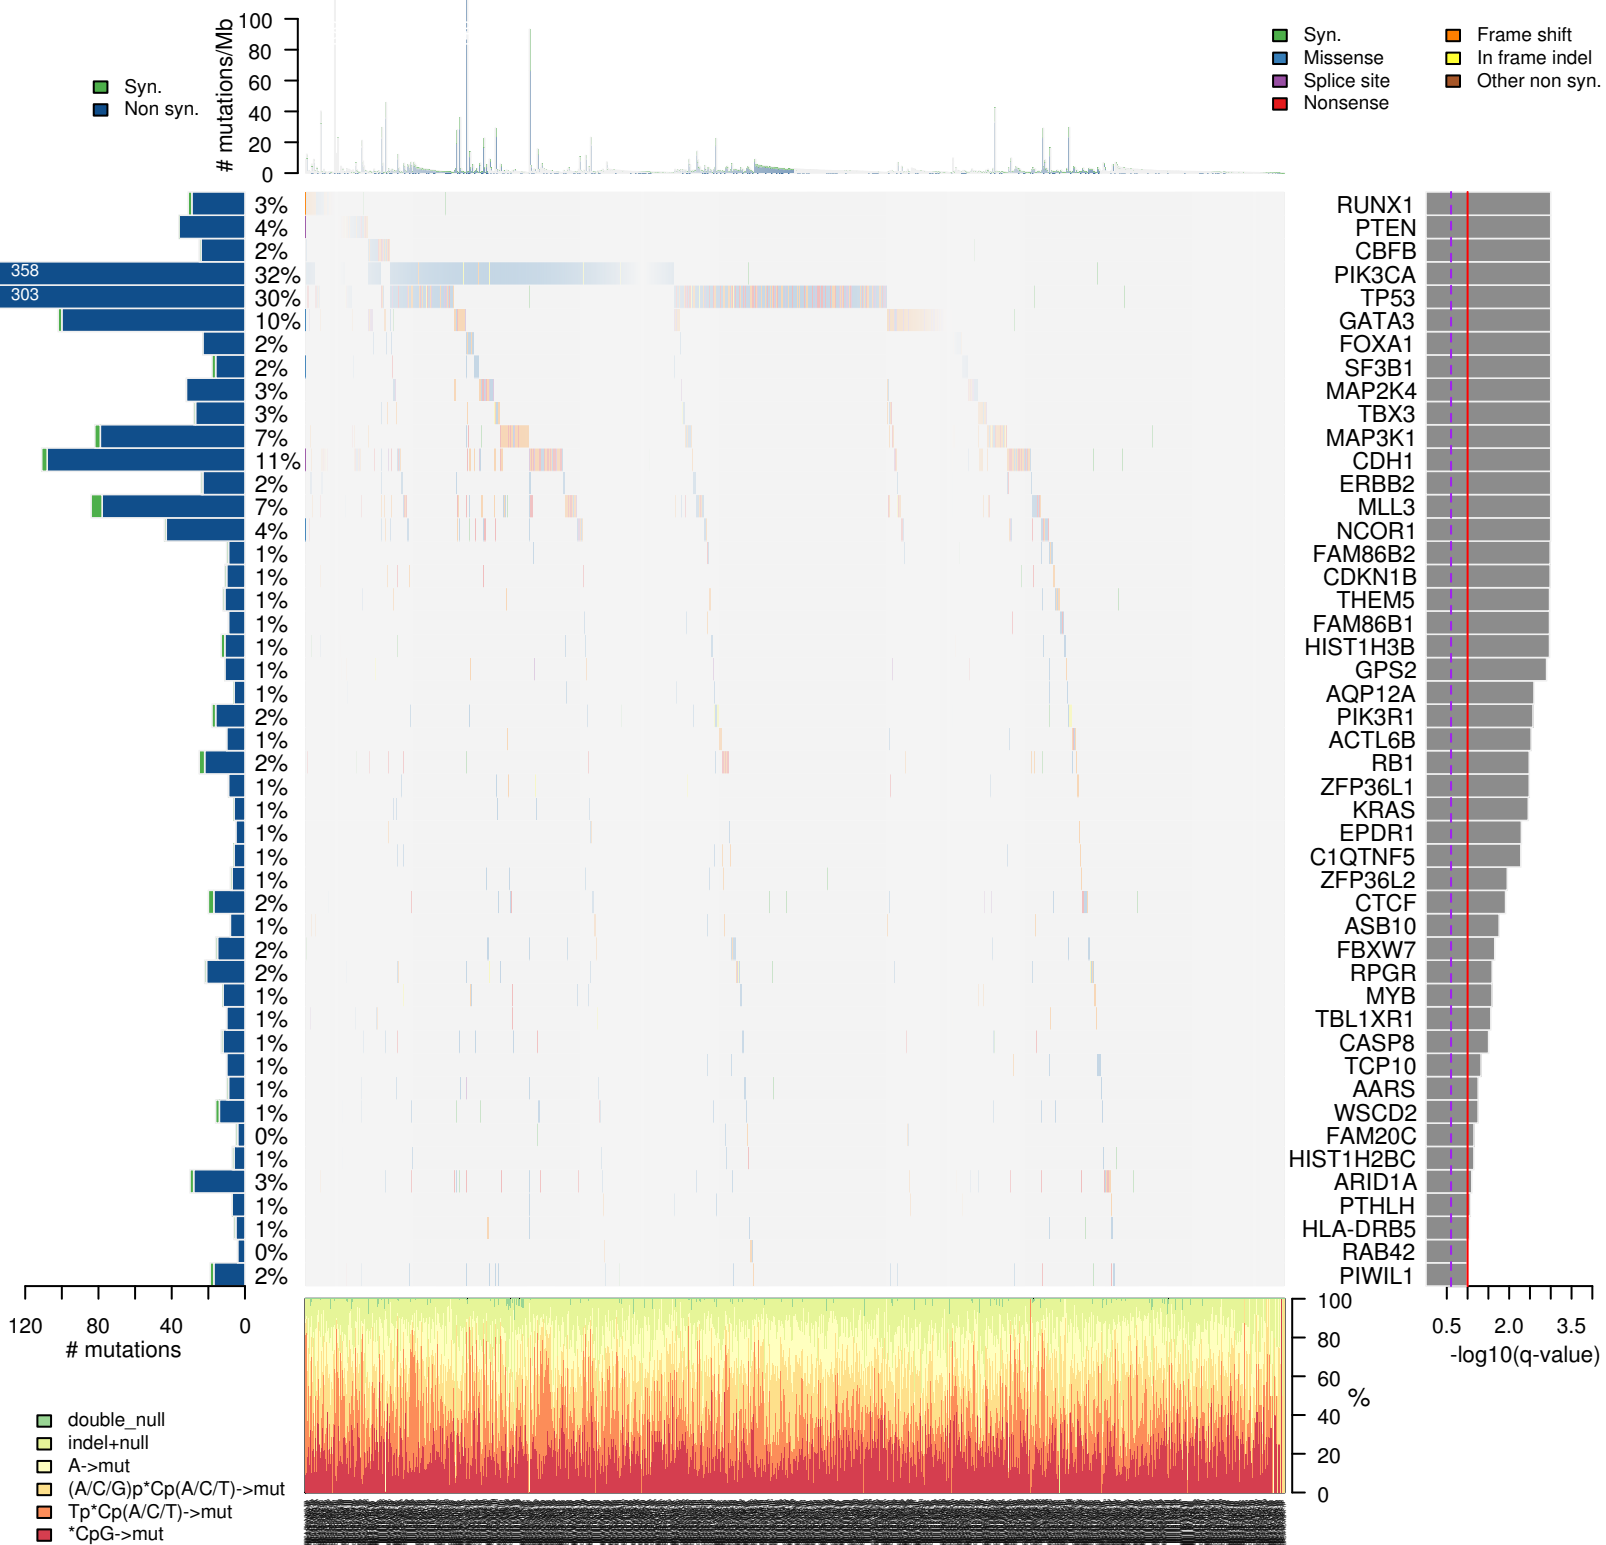 # mutations/Mb
100
80
60
40
20
0
Syn.
Non syn.
Syn.
Missense
Splice site
Nonsense
Frame shift
In frame indel
Other non syn.
3% RUNX1
4% PTEN
2% CBFB
358 32% PIK3CA
303 30% TP53
10% GATA3
2% FOXA1
2% SF3B1
3% MAP2K4
3% TBX3
7% MAP3K1
11% CDH1
2% ERBB2
7% MLL3
4% NCOR1
1% FAM86B2
1% CDKN1B
1% THEM5
1% FAM86B1
1% HIST1H3B
1% GPS2
1% AQP12A
2% PIK3R1
1% ACTL6B
2% RB1
1% ZFP36L1
1% KRAS
1% EPDR1
1% C1QTNF5
1% ZFP36L2
2% CTCF
1% ASB10
2% FBXW7
2% RPGR
1% MYB
1% TBL1XR1
1% CASP8
1% TCP10
1% AARS
1% WSCD2
0% FAM20C
1% HIST1H2BC
3% ARID1A
1% PTHLH
1% HLA-DRB5
0% RAB42
2% PIWIL1
120 80 40 0
# mutations
0.5 2.0 3.5
-log10(q-value)
100
80
60
40
20
0
%
double_null
indel+null
A->mut
(A/C/G)p*Cp(A/C/T)->mut
Tp*Cp(A/C/T)->mut
*CpG->mut